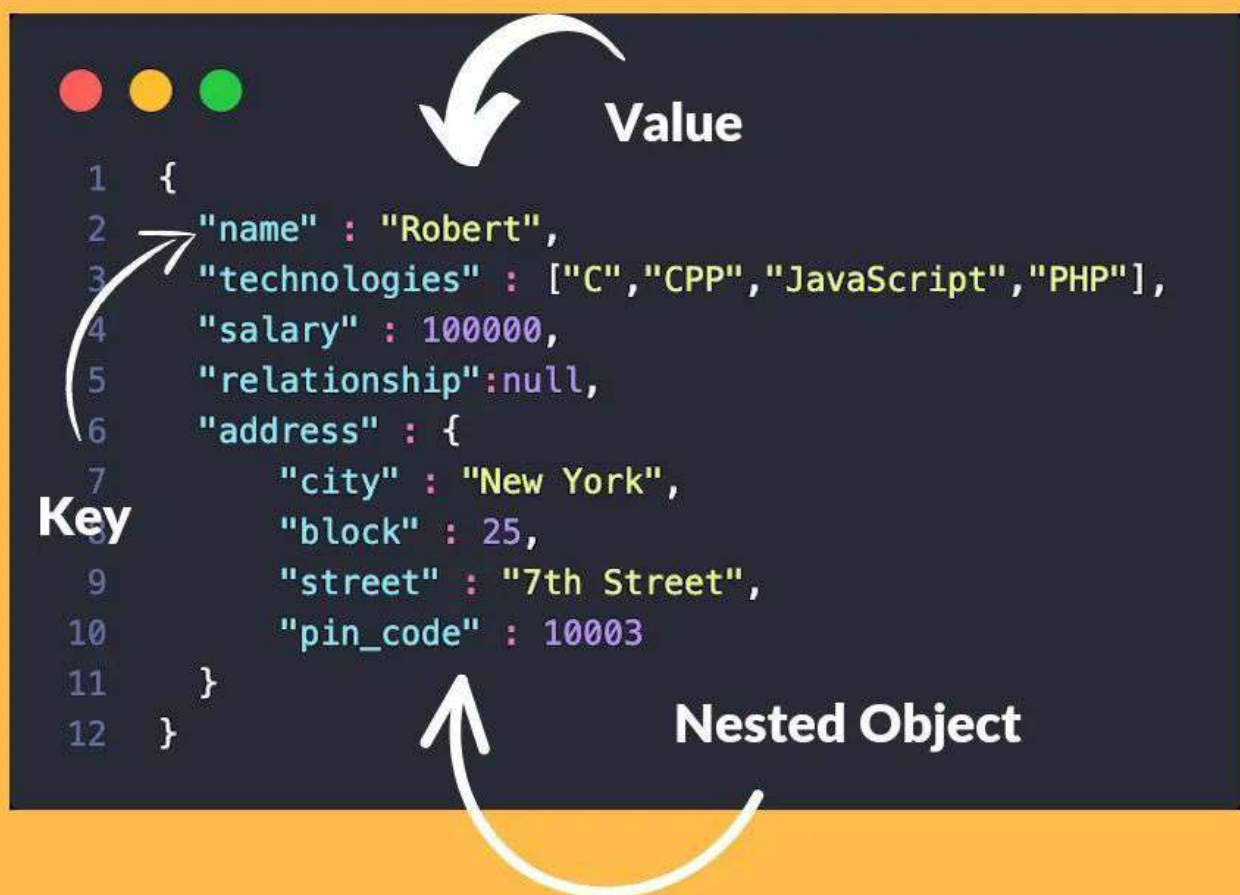 Value
1 {
2 "name" : "Robert",
3 "technologies" : ["C","CPP","JavaScript","PHP"],
4 "salary" : 100000,
5 "relationship":null,
6 "address" : {
7 "city" : "New York",
Key
8 "block" : 25,
9 "street" : "7th Street",
10 "pin_code" : 10003
11 }
Nested Object
12 }